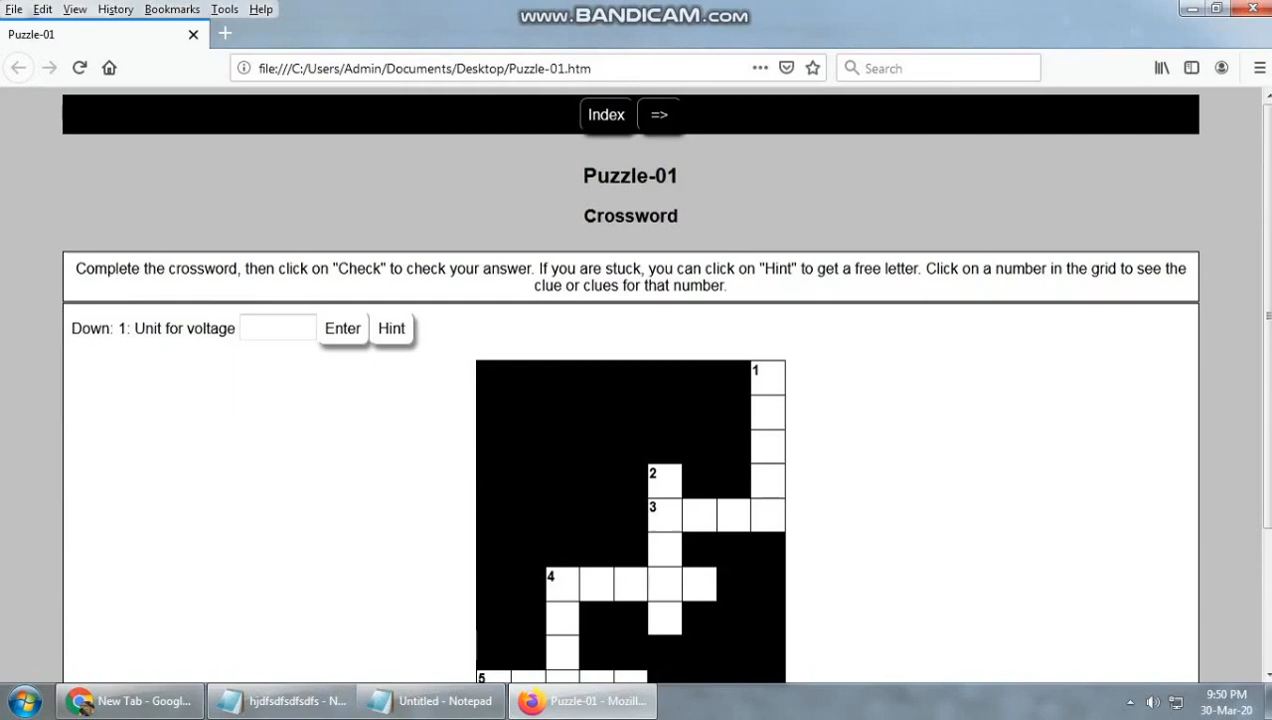 File Edit View History Bookmarks Tools Help
www.BANDICAM.com
Puzzle-01
file:///C:/Users/Admin/Documents/Desktop/Puzzle-01.htm
Search
Index =>
Puzzle-01
Crossword
Complete the crossword, then click on "Check" to check your answer. If you are stuck, you can click on "Hint" to get a free letter. Click on a number in the grid to see the
clue or clues for that number.
Down: 1: Unit for voltage Enter Hint
1
2
3
4
5
New Tab - Googl... hjdfsdfsdfsdfs - N... Untitled - Notepad Puzzle-01 - Mozill...
9:50 PM
30-Mar-20